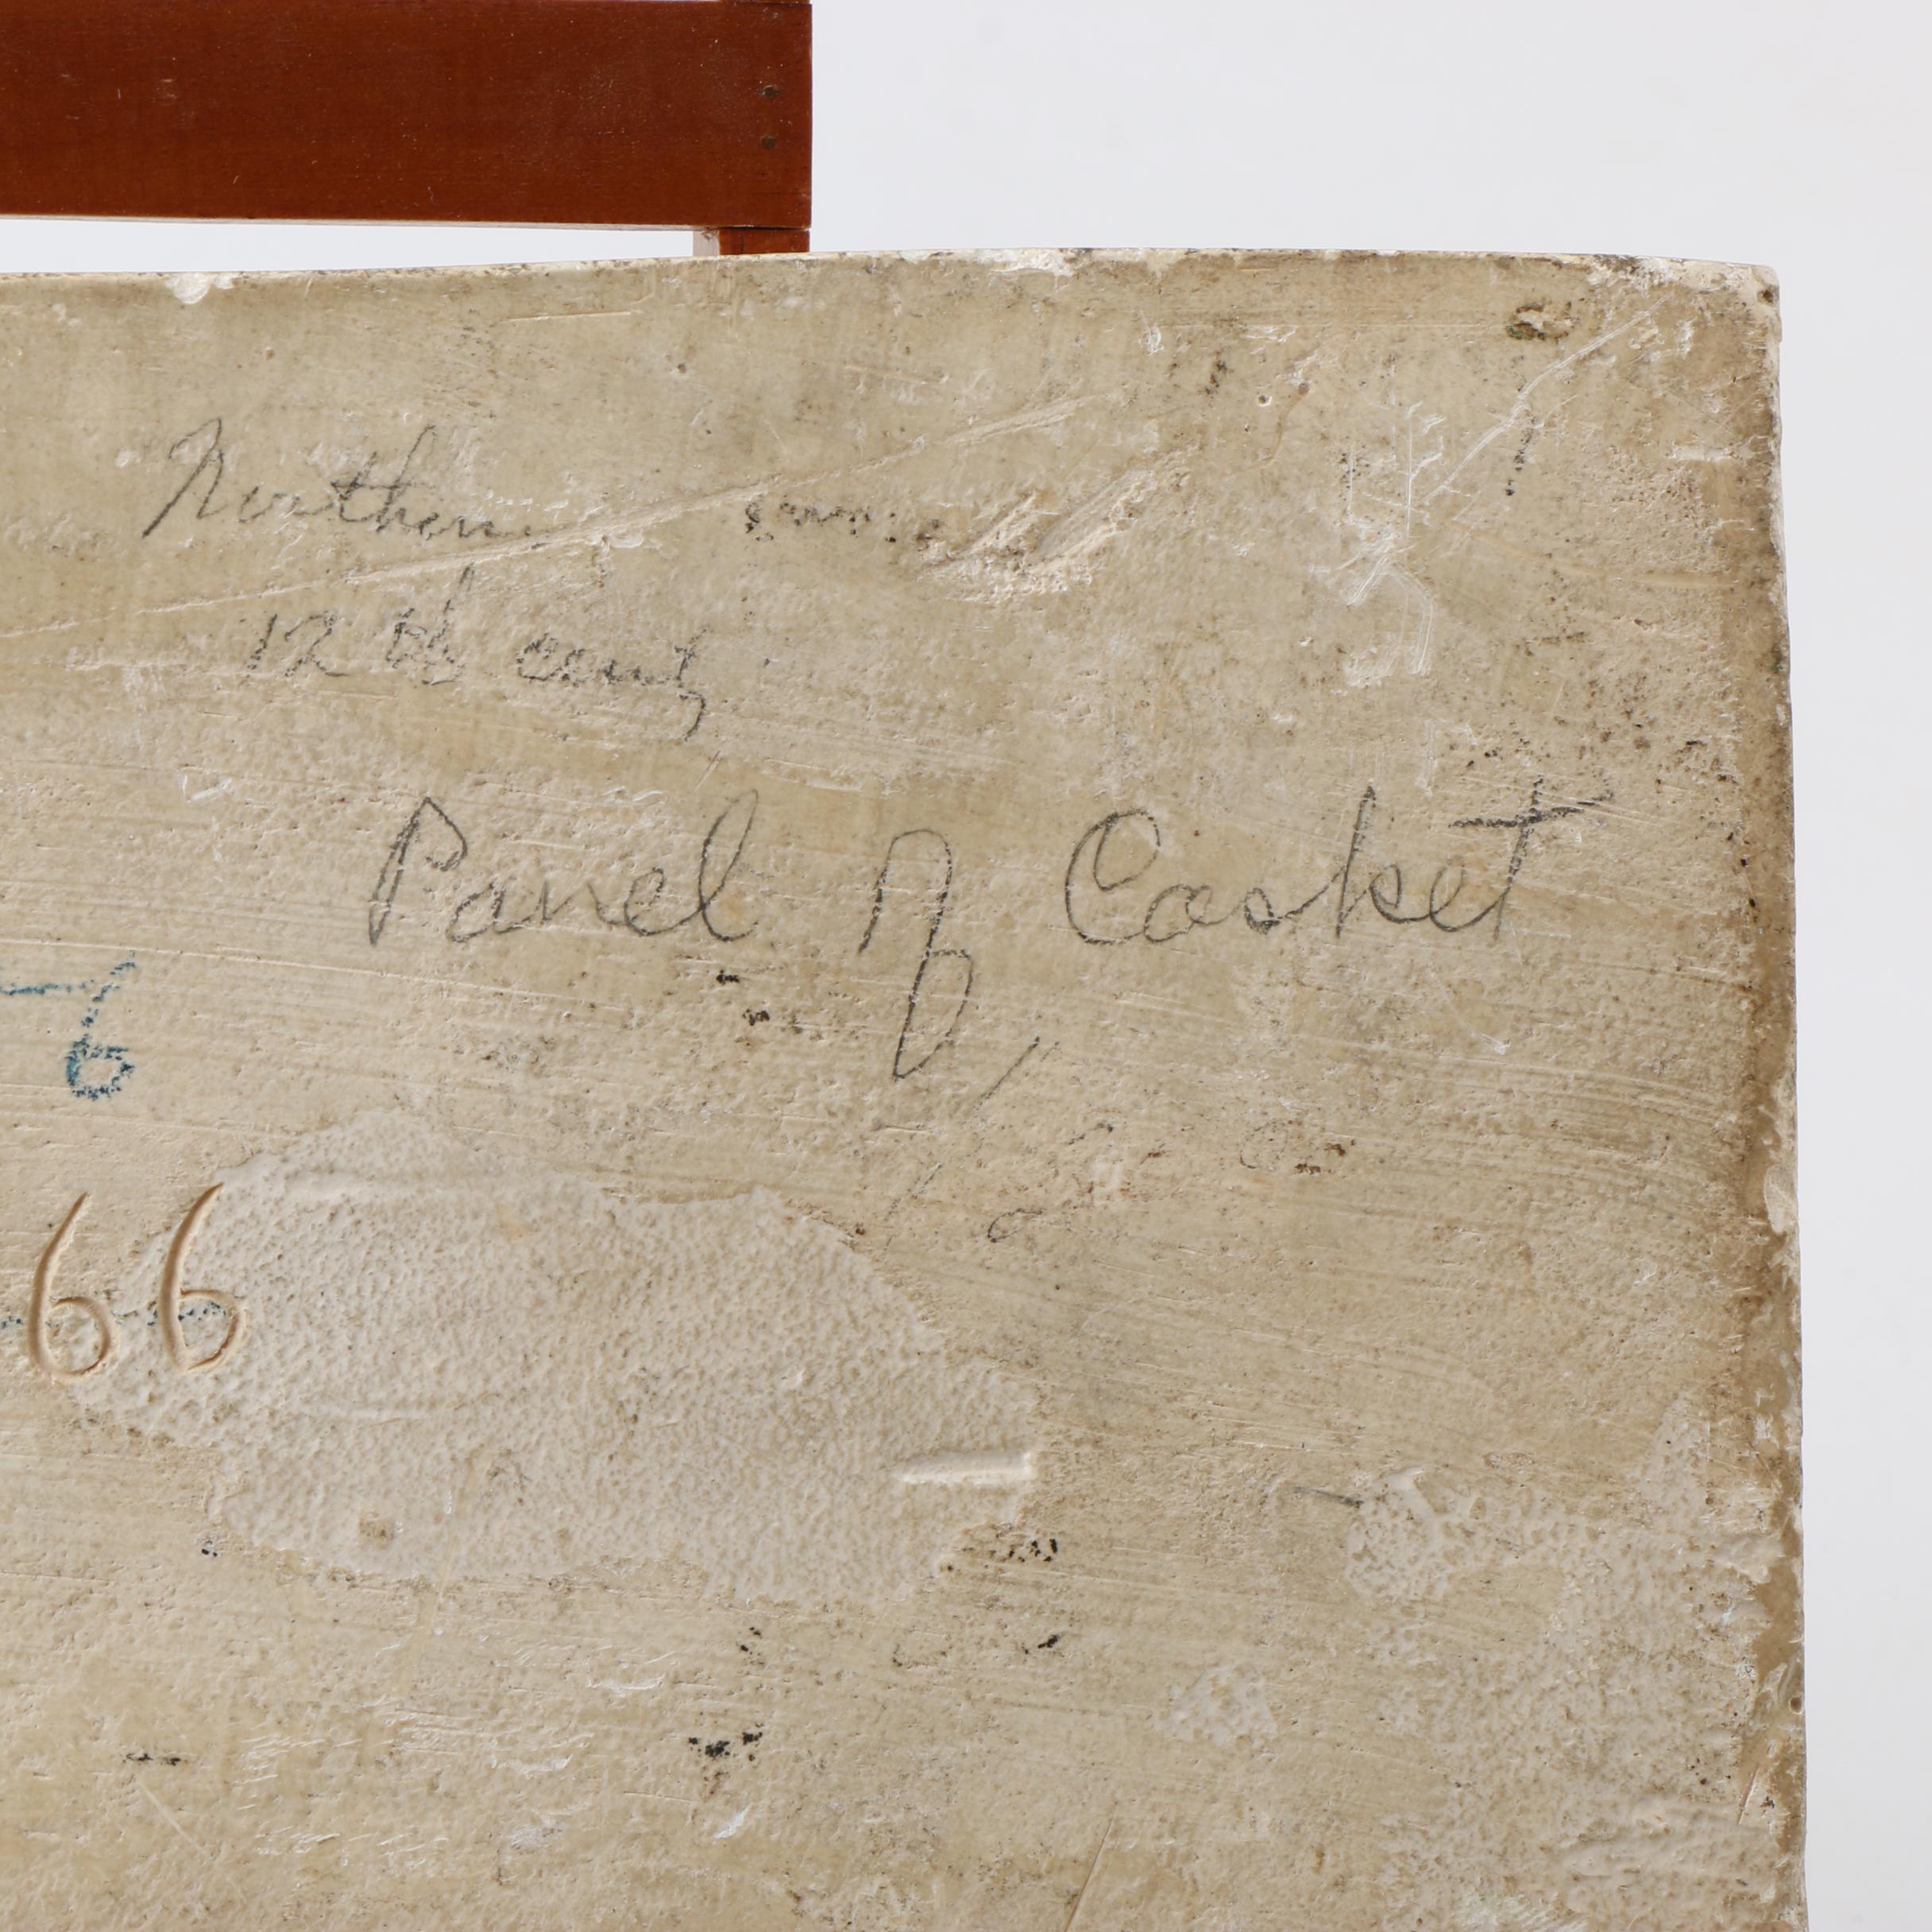 Northern
12th cent
Panel of Casket
66